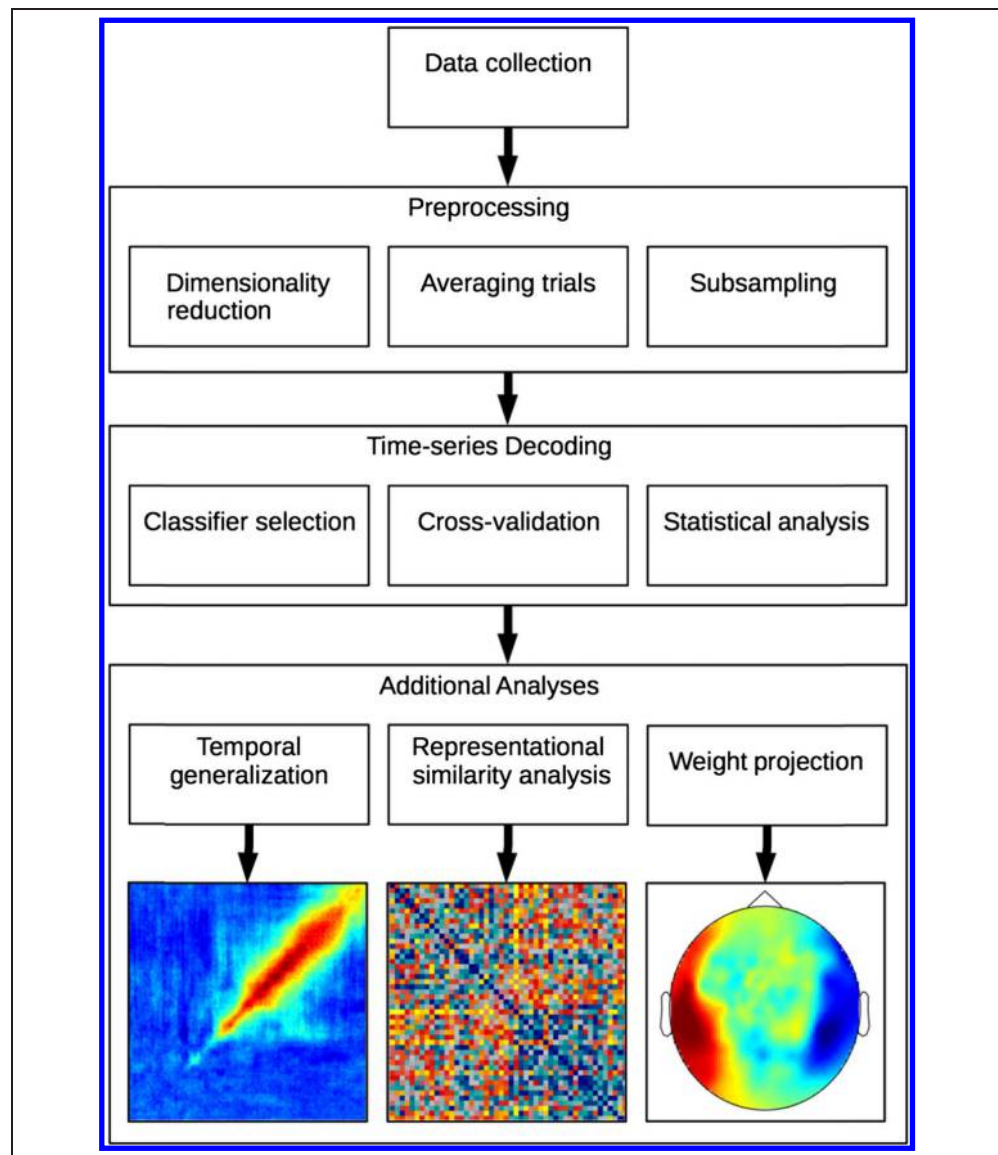 Data collection
Preprocessing
Dimensionality
reduction
Averaging trials
Subsampling
Time-series Decoding
Classifier selection
Cross-validation
Statistical analysis
Additional Analyses
Temporal
generalization
Representational
similarity analysis
Weight projection